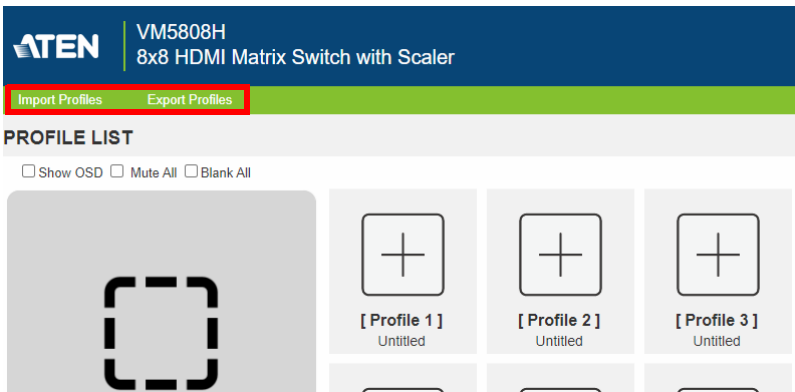 ATEN
VM5808H
8x8 HDMI Matrix Switch with Scaler
Import Profiles Export Profiles
PROFILE LIST
Show OSD Mute All Blank All
[ Profile 1 ] [ Profile 2 ] [ Profile 3 ]
Untitled Untitled Untitled